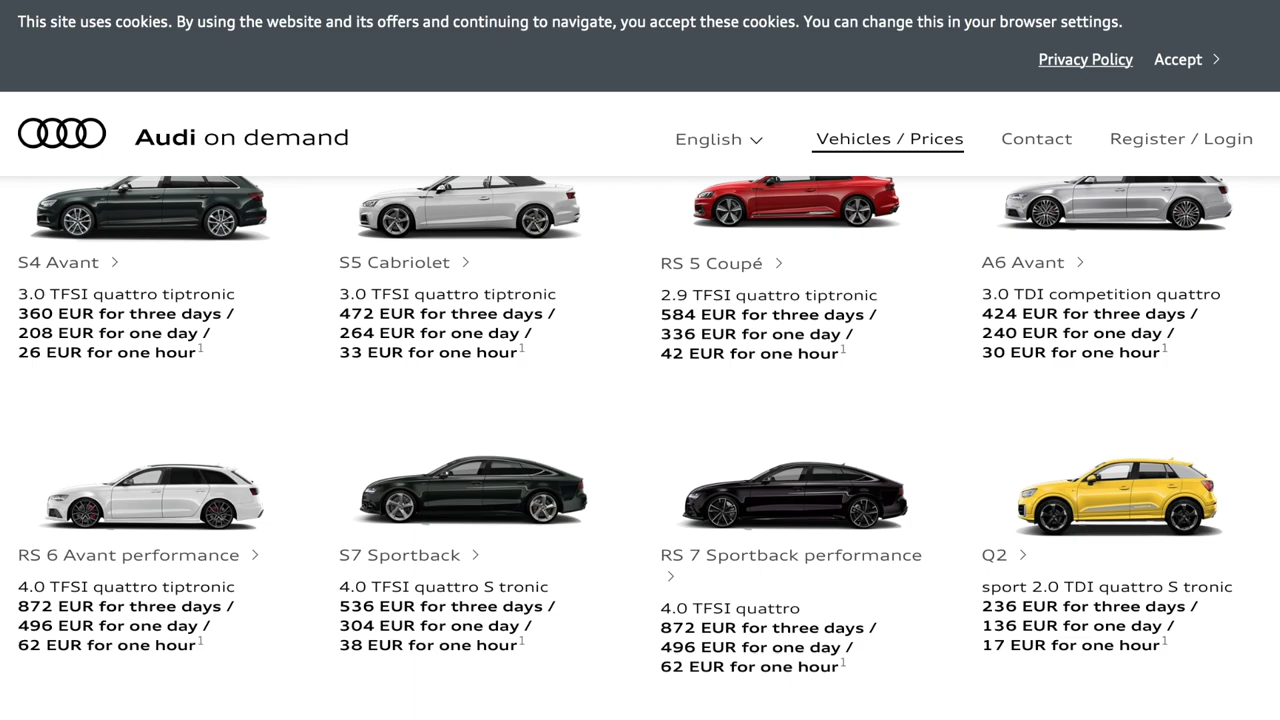 This site uses cookies. By using the website and its offers and continuing to navigate, you accept these cookies. You can change this in your browser settings.
Privacy Policy Accept
Audi on demand
English
Vehicles / Prices
Contact
Register / Login
S4 Avant
3.0 TFSI quattro tiptronic
360 EUR for three days /
208 EUR for one day /
26 EUR for one hour1
S5 Cabriolet
3.0 TFSI quattro tiptronic
472 EUR for three days /
264 EUR for one day /
33 EUR for one hour1
RS 5 Coupé
2.9 TFSI quattro tiptronic
584 EUR for three days /
336 EUR for one day /
42 EUR for one hour1
A6 Avant
3.0 TDI competition quattro
424 EUR for three days /
240 EUR for one day /
30 EUR for one hour1
RS 6 Avant performance
4.0 TFSI quattro tiptronic
872 EUR for three days /
496 EUR for one day /
62 EUR for one hour1
S7 Sportback
4.0 TFSI quattro S tronic
536 EUR for three days /
304 EUR for one day /
38 EUR for one hour1
RS 7 Sportback performance
4.0 TFSI quattro
872 EUR for three days /
496 EUR for one day /
62 EUR for one hour1
Q2
sport 2.0 TDI quattro S tronic
236 EUR for three days /
136 EUR for one day /
17 EUR for one hour1